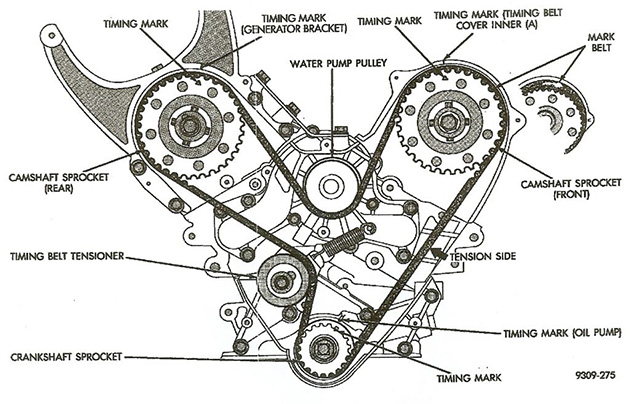 TIMING MARK
TIMING MARK
(GENERATOR BRACKET)
TIMING MARK
TIMING MARK (TIMING BELT
COVER INNER (A)
MARK
BELT
WATER PUMP PULLEY
CAMSHAFT SPROCKET
(REAR)
CAMSHAFT SPROCKET
(FRONT)
TIMING BELT TENSIONER
TENSION SIDE
TIMING MARK (OIL PUMP)
CRANKSHAFT SPROCKET
TIMING MARK
9309-275